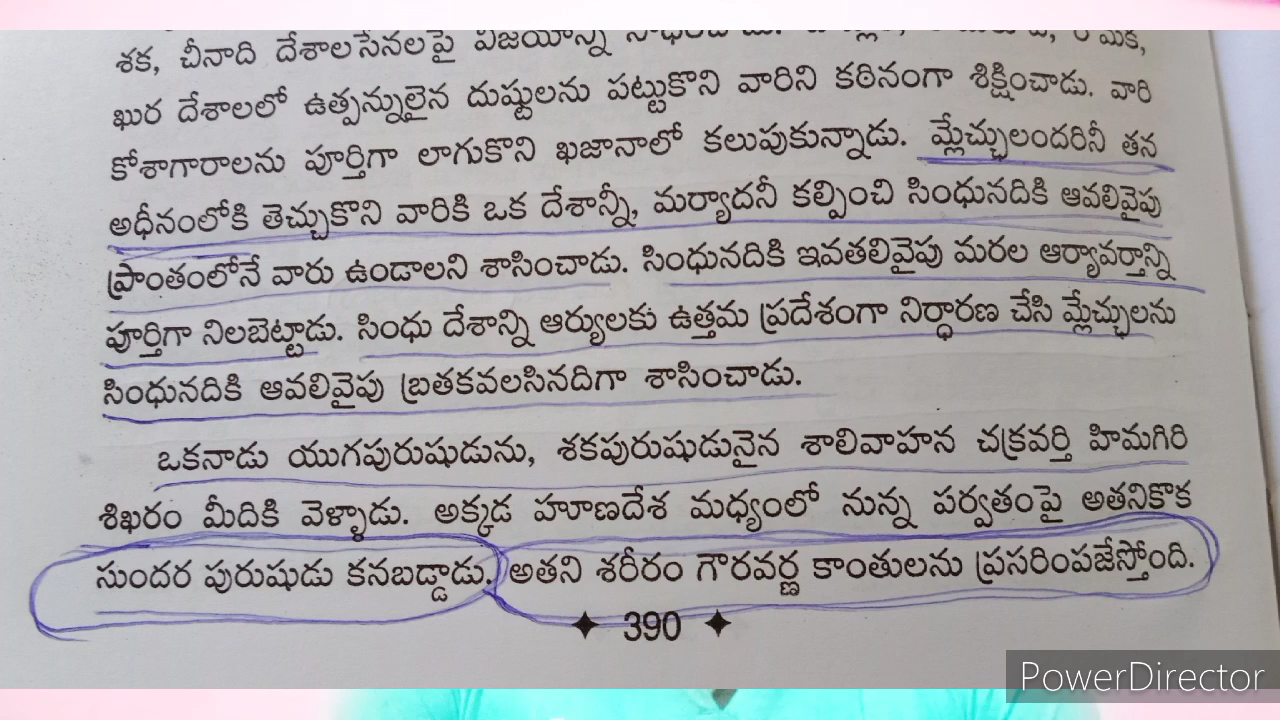 శక, చీనాది దేశాలసేనలపై విజయాన్ని
ఖుర దేశాలలో ఉత్పన్నులైన దుష్టులను పట్టుకొని వారిని కఠినంగా శిక్షించాడు. వారి
కోశాగారాలను పూర్తిగా లాగుకొని ఖజానాలో కలుపుకున్నాడు. మ్లేచ్ఛులందరినీ తన
అధీనంలోకి తెచ్చుకొని వారికి ఒక దేశాన్నీ, మర్యాదనీ కల్పించి సింధునదికి ఆవలివైపు
ప్రాంతంలోనే వారు ఉండాలని శాసించాడు. సింధునదికి ఇవతలివైపు మరల ఆర్యావర్తాన్ని
పూర్తిగా నిలబెట్టాడు. సింధు దేశాన్ని ఆర్యులకు ఉత్తమ ప్రదేశంగా నిర్ధారణ చేసి మ్లేచ్ఛులను
సింధునదికి ఆవలివైపు బ్రతకవలసినదిగా శాసించాడు.
ఒకనాడు యుగపురుషుడును, శకపురుషుడునైన శాలివాహన చక్రవర్తి హిమగిరి
శిఖరం మీదికి వెళ్ళాడు. అక్కడ హూణదేశ మధ్యంలో నున్న పర్వతంపై అతనికొక
సుందర పురుషుడు కనబడ్డాడు. అతని శరీరం గౌరవర్ణ కాంతులను ప్రసరింపజేస్తోంది.
✦ 390 ✦
PowerDirector